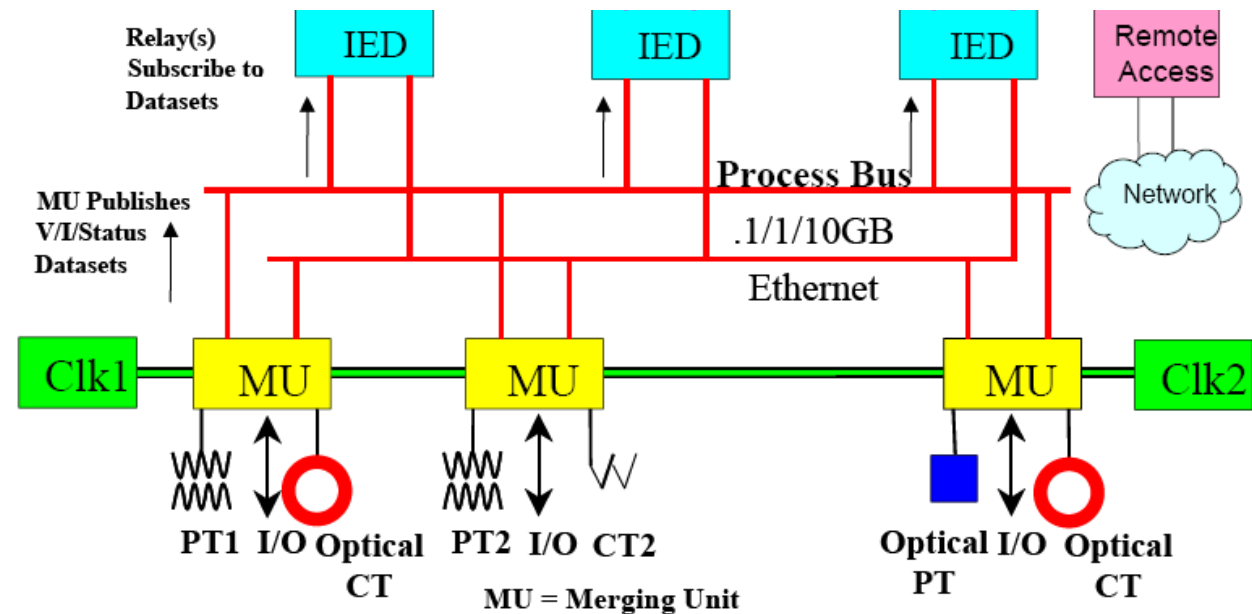 Relay(s)
Subscribe to
Datasets
IED
IED
IED
Remote
Access
Process Bus
Network
MU Publishes
V/I/Status
Datasets
.1/1/10GB
Ethernet
Clk1
MU
MU
MU
Clk2
PT1 I/O Optical
CT
PT2 I/O CT2
Optical I/O Optical
PT CT
MU = Merging Unit